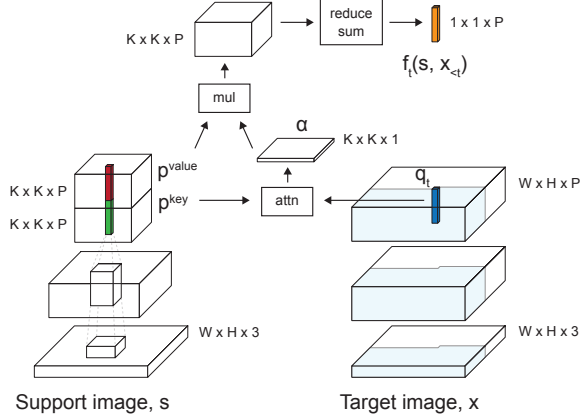 K x K x P
reduce
sum
1 x 1 x P
f_t(s, x_{<t})
mul
α
K x K x 1
p^{value}
K x K x P
p^{key}
K x K x P
attn
q_t
W x H x P
W x H x 3
W x H x 3
Support image, s
Target image, x